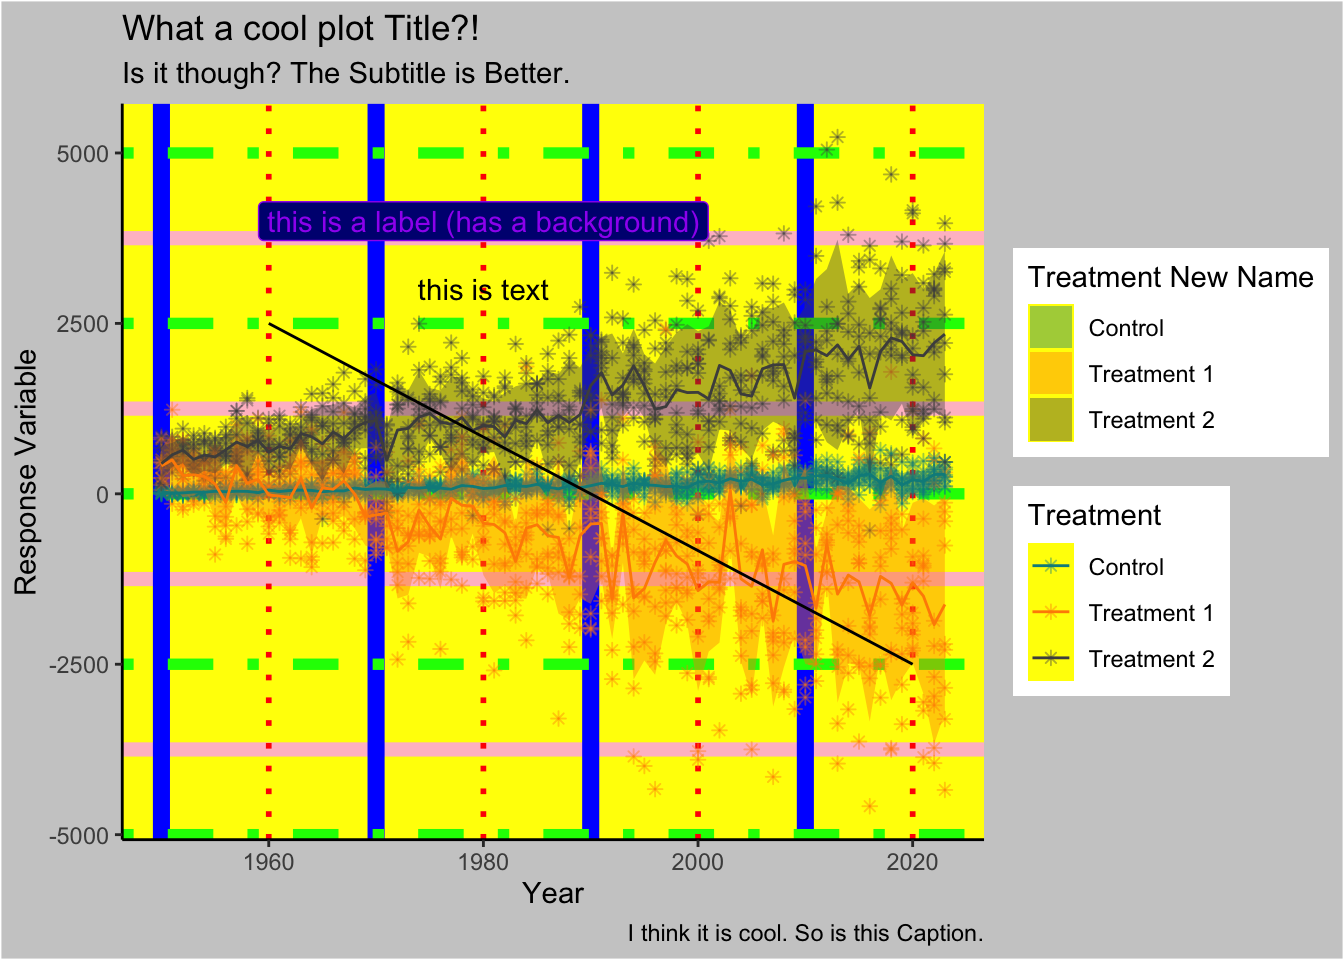 What a cool plot Title?!
Is it though? The Subtitle is Better.
Response Variable
5000
2500
0
-2500
-5000
this is a label (has a background)
this is text
1960
1980
2000
2020
Year
I think it is cool. So is this Caption.
Treatment New Name
Control
Treatment 1
Treatment 2
Treatment
Control
Treatment 1
Treatment 2